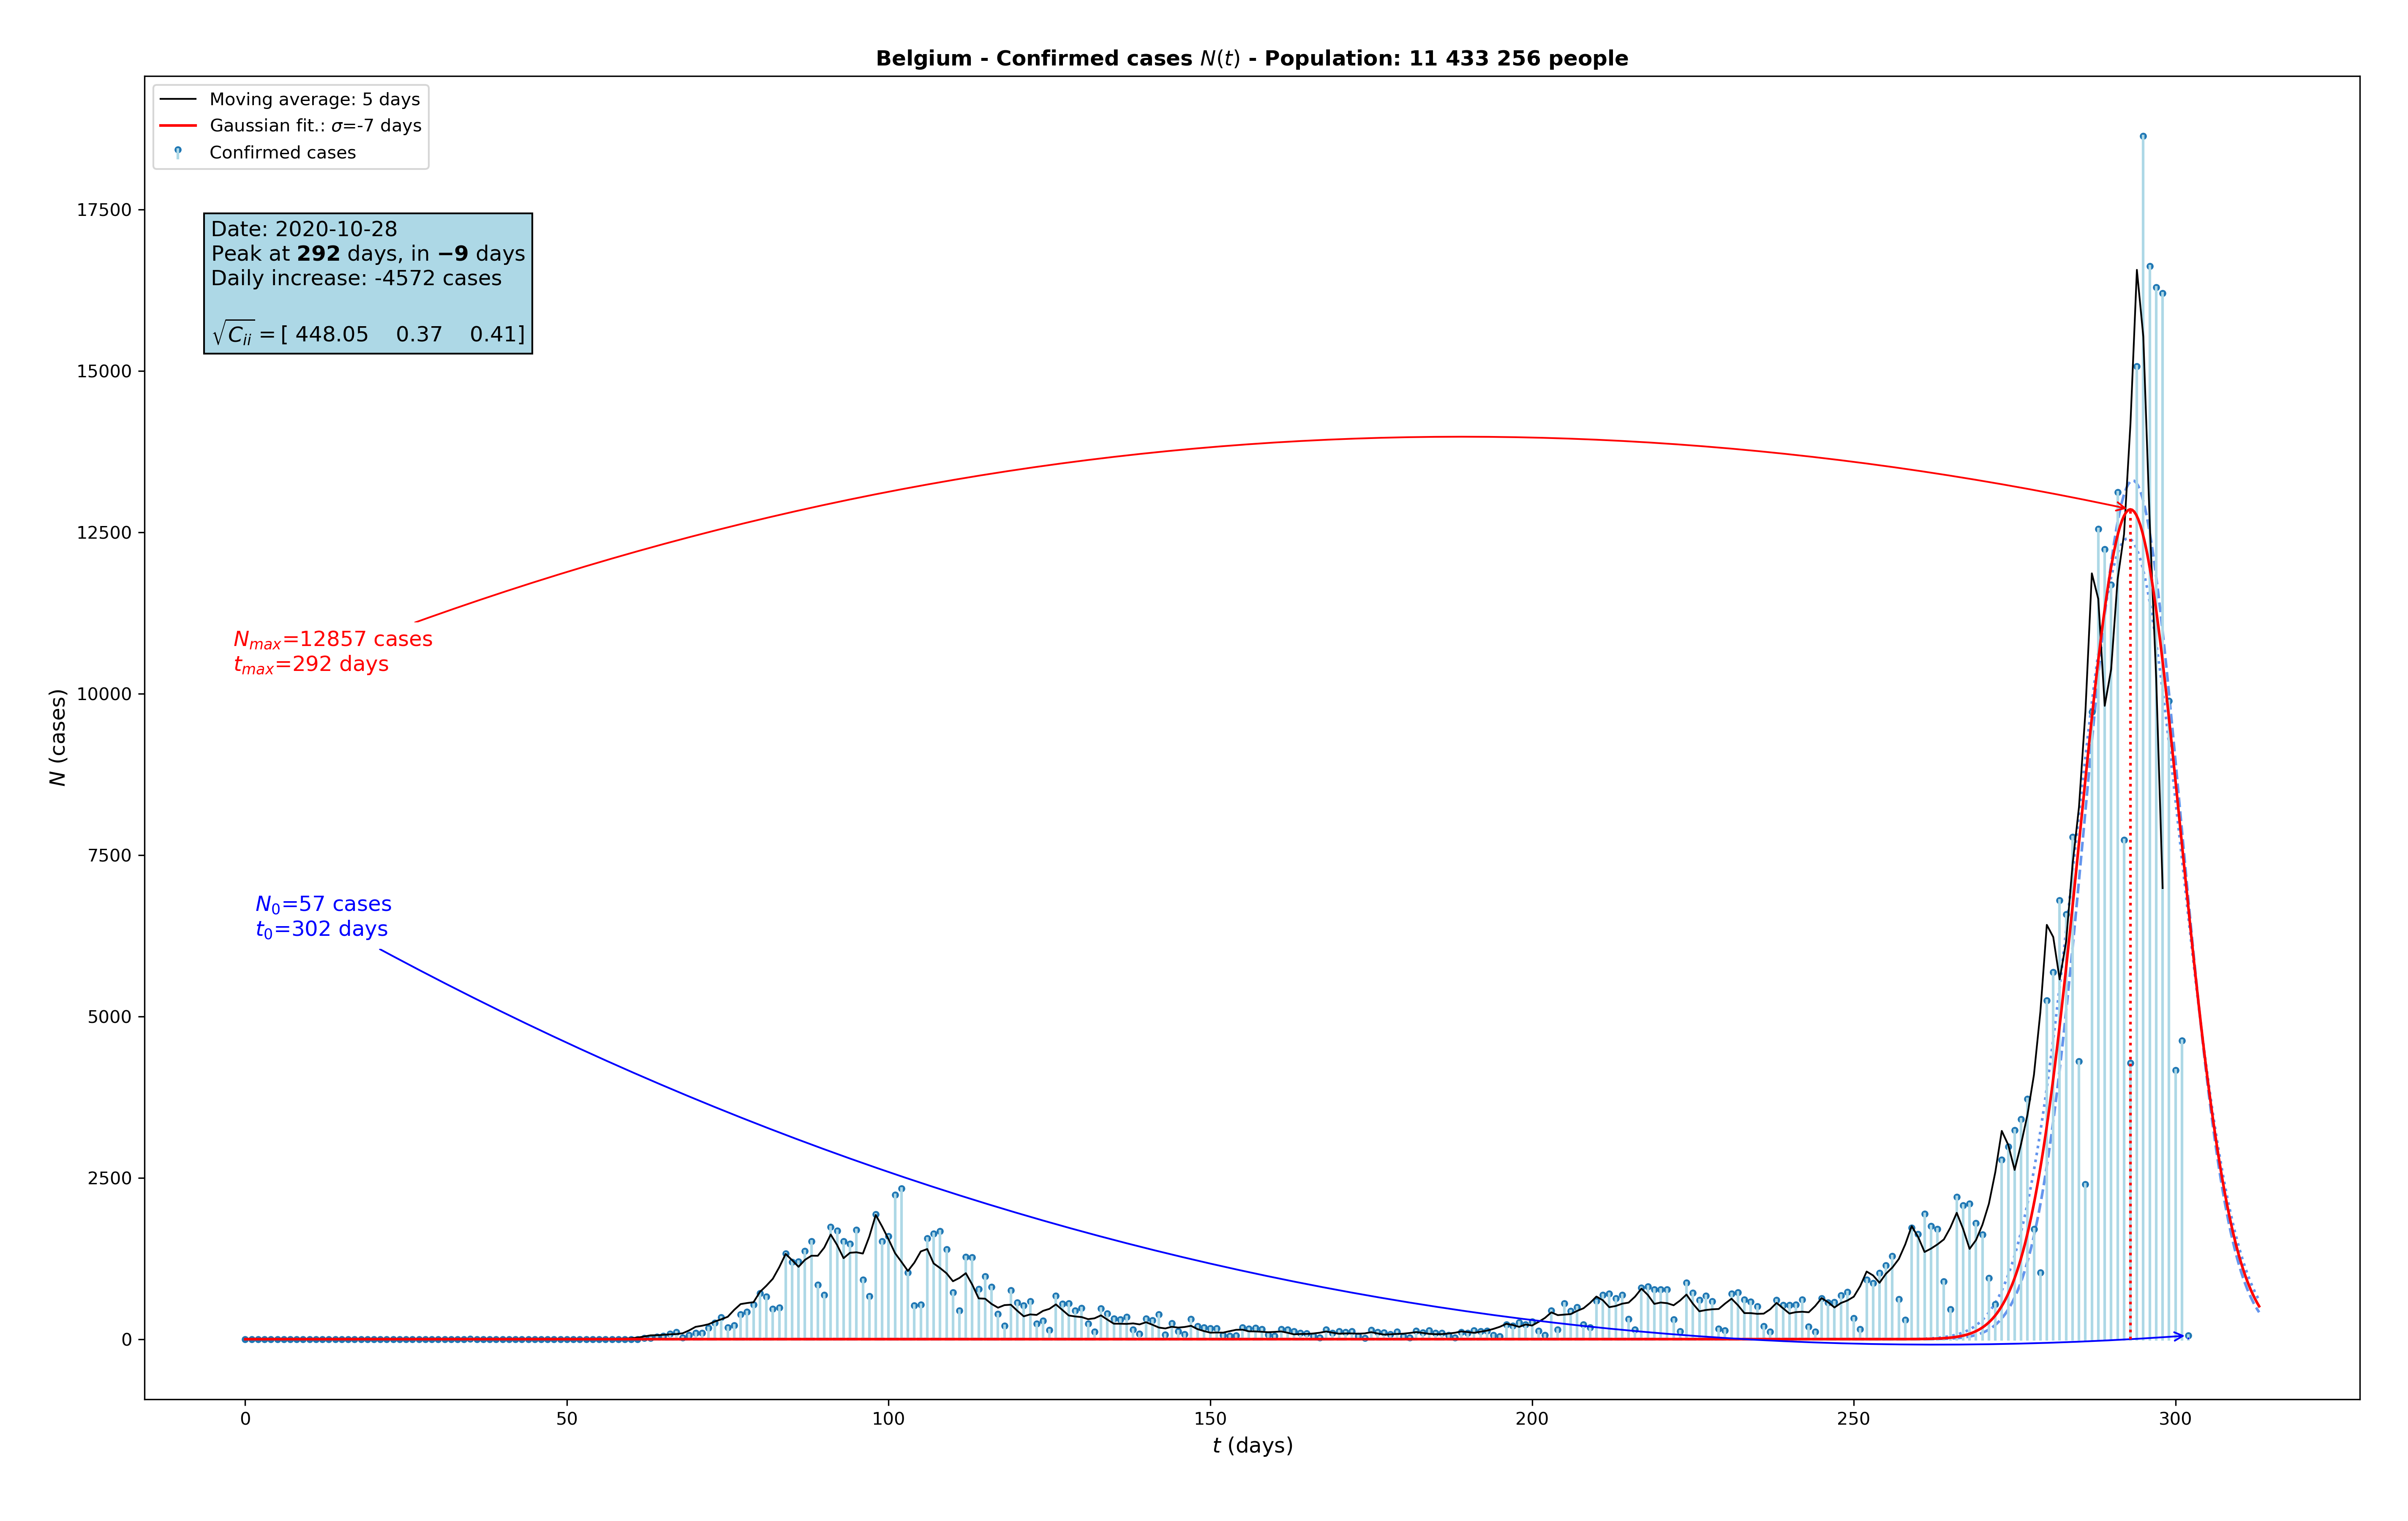 Belgium - Confirmed cases N(t) - Population: 11 433 256 people
Moving average: 5 days
Gaussian fit.: σ=-7 days
Confirmed cases
Date: 2020-10-28
Peak at 292 days, in −9 days
Daily increase: -4572 cases
√Cii = [ 448.05 0.37 0.41]
Nmax=12857 cases
tmax=292 days
N0=57 cases
t0=302 days
N (cases)
17500
15000
12500
10000
7500
5000
2500
0
0 50 100 150 200 250 300
t (days)